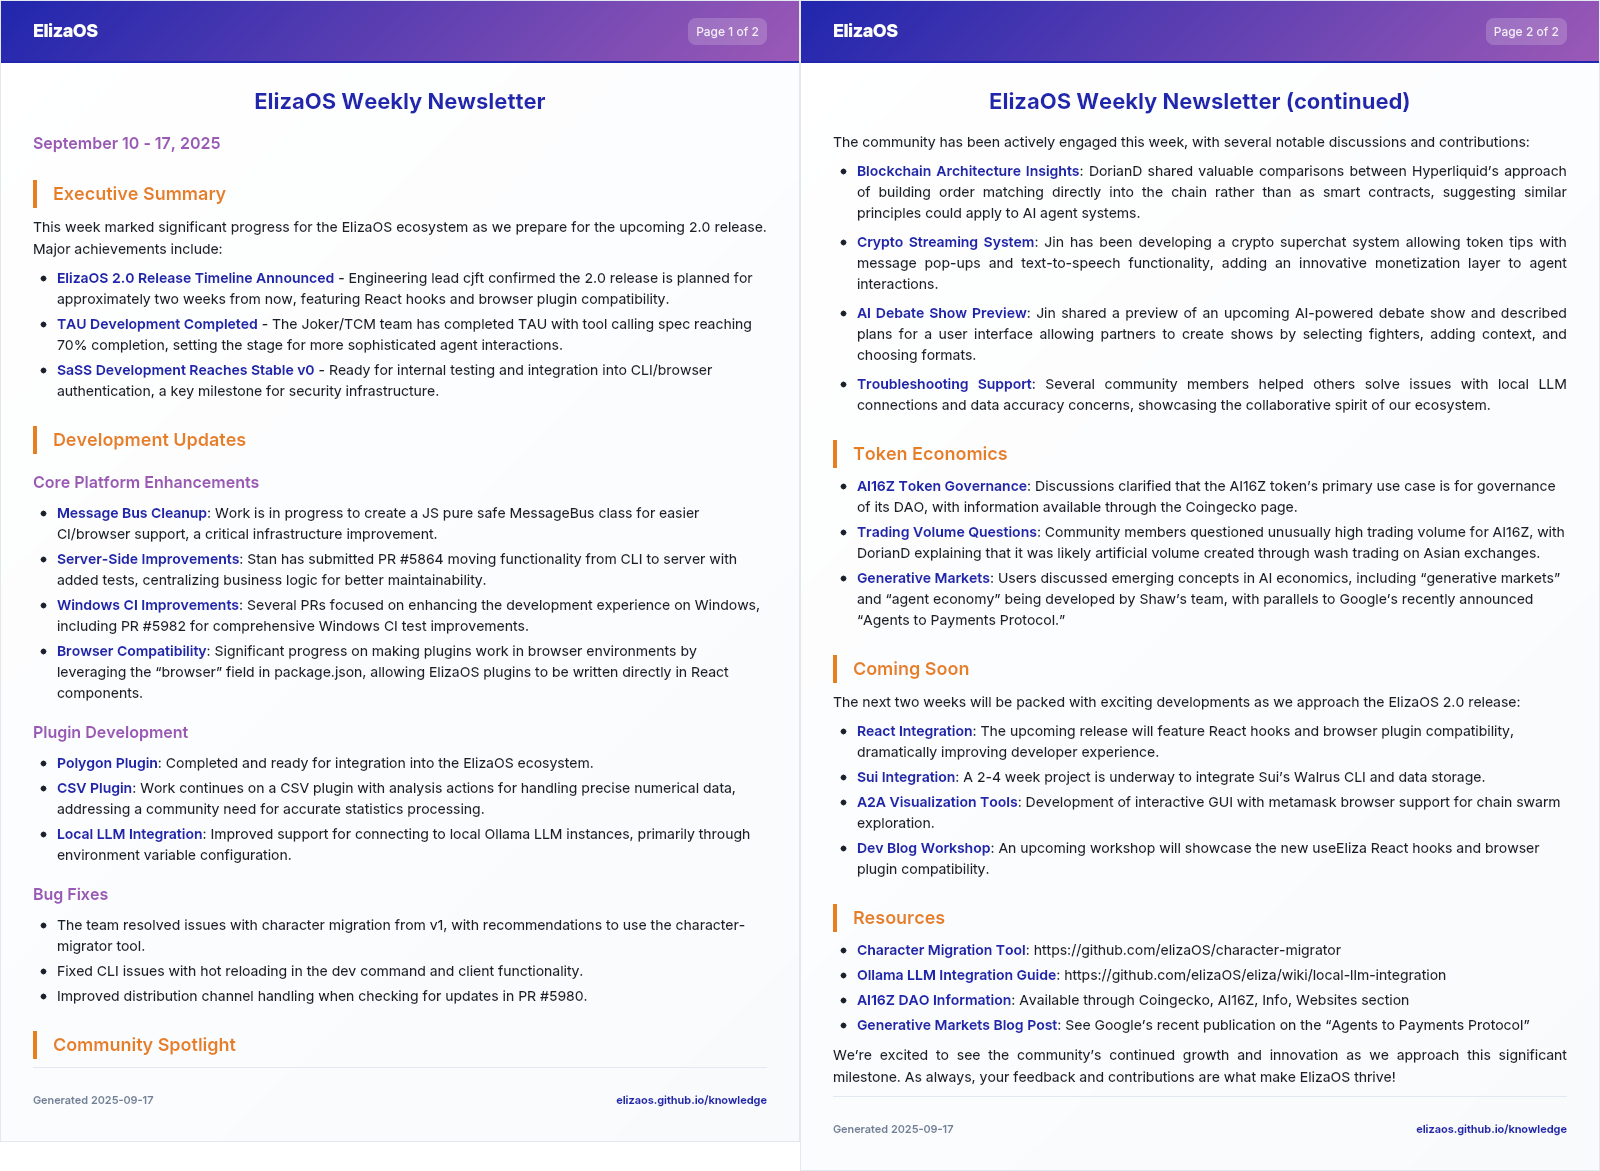 ElizaOS
Page 1 of 2
ElizaOS Weekly Newsletter
September 10 - 17, 2025
Executive Summary
This week marked significant progress for the ElizaOS ecosystem as we prepare for the upcoming 2.0 release.
Major achievements include:
• ElizaOS 2.0 Release Timeline Announced - Engineering lead cjft confirmed the 2.0 release is planned for
approximately two weeks from now, featuring React hooks and browser plugin compatibility.
• TAU Development Completed - The Joker/TCM team has completed TAU with tool calling spec reaching
70% completion, setting the stage for more sophisticated agent interactions.
• SaSS Development Reaches Stable v0 - Ready for internal testing and integration into CLI/browser
authentication, a key milestone for security infrastructure.
Development Updates
Core Platform Enhancements
• Message Bus Cleanup: Work is in progress to create a JS pure safe MessageBus class for easier
CI/browser support, a critical infrastructure improvement.
• Server-Side Improvements: Stan has submitted PR #5864 moving functionality from CLI to server with
added tests, centralizing business logic for better maintainability.
• Windows CI Improvements: Several PRs focused on enhancing the development experience on Windows,
including PR #5982 for comprehensive Windows CI test improvements.
• Browser Compatibility: Significant progress on making plugins work in browser environments by
leveraging the “browser” field in package.json, allowing ElizaOS plugins to be written directly in React
components.
Plugin Development
• Polygon Plugin: Completed and ready for integration into the ElizaOS ecosystem.
• CSV Plugin: Work continues on a CSV plugin with analysis actions for handling precise numerical data,
addressing a community need for accurate statistics processing.
• Local LLM Integration: Improved support for connecting to local Ollama LLM instances, primarily through
environment variable configuration.
Bug Fixes
• The team resolved issues with character migration from v1, with recommendations to use the character-
migrator tool.
• Fixed CLI issues with hot reloading in the dev command and client functionality.
• Improved distribution channel handling when checking for updates in PR #5980.
Community Spotlight
Generated 2025-09-17
elizaos.github.io/knowledge
ElizaOS
Page 2 of 2
ElizaOS Weekly Newsletter (continued)
The community has been actively engaged this week, with several notable discussions and contributions:
• Blockchain Architecture Insights: DorianD shared valuable comparisons between Hyperliquid’s approach
of building order matching directly into the chain rather than as smart contracts, suggesting similar
principles could apply to AI agent systems.
• Crypto Streaming System: Jin has been developing a crypto superchat system allowing token tips with
message pop-ups and text-to-speech functionality, adding an innovative monetization layer to agent
interactions.
• AI Debate Show Preview: Jin shared a preview of an upcoming AI-powered debate show and described
plans for a user interface allowing partners to create shows by selecting fighters, adding context, and
choosing formats.
• Troubleshooting Support: Several community members helped others solve issues with local LLM
connections and data accuracy concerns, showcasing the collaborative spirit of our ecosystem.
Token Economics
• AI16Z Token Governance: Discussions clarified that the AI16Z token’s primary use case is for governance
of its DAO, with information available through the Coingecko page.
• Trading Volume Questions: Community members questioned unusually high trading volume for AI16Z, with
DorianD explaining that it was likely artificial volume created through wash trading on Asian exchanges.
• Generative Markets: Users discussed emerging concepts in AI economics, including “generative markets”
and “agent economy” being developed by Shaw’s team, with parallels to Google’s recently announced
“Agents to Payments Protocol.”
Coming Soon
The next two weeks will be packed with exciting developments as we approach the ElizaOS 2.0 release:
• React Integration: The upcoming release will feature React hooks and browser plugin compatibility,
dramatically improving developer experience.
• Sui Integration: A 2-4 week project is underway to integrate Sui’s Walrus CLI and data storage.
• A2A Visualization Tools: Development of interactive GUI with metamask browser support for chain swarm
exploration.
• Dev Blog Workshop: An upcoming workshop will showcase the new useEliza React hooks and browser
plugin compatibility.
Resources
• Character Migration Tool: https://github.com/elizaOS/character-migrator
• Ollama LLM Integration Guide: https://github.com/elizaOS/eliza/wiki/local-llm-integration
• AI16Z DAO Information: Available through Coingecko, AI16Z, Info, Websites section
• Generative Markets Blog Post: See Google’s recent publication on the “Agents to Payments Protocol”
We’re excited to see the community’s continued growth and innovation as we approach this significant
milestone. As always, your feedback and contributions are what make ElizaOS thrive!
Generated 2025-09-17
elizaos.github.io/knowledge